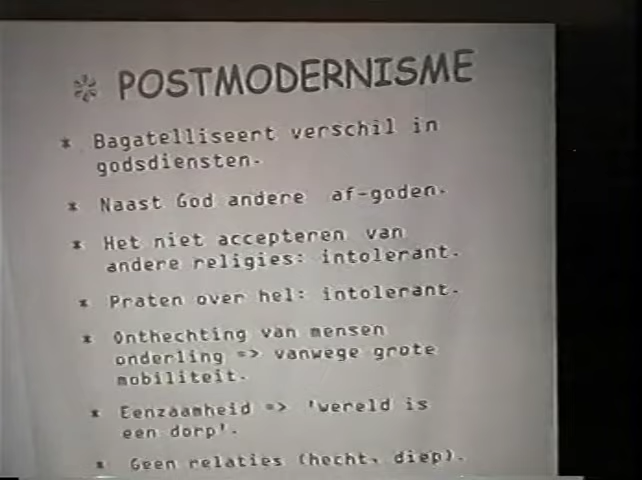 POSTMODERNISME
* Bagatelliseert verschil in
godsdiensten.
* Naast God andere af-goden.
* Het niet accepteren van
andere religies: intolerant.
* Praten over hel: intolerant.
* Onthechting van mensen
onderling => vanwege grote
mobiliteit.
* Eenzaamheid => 'wereld is
een dorp'.
* Geen relaties (hecht, diep).